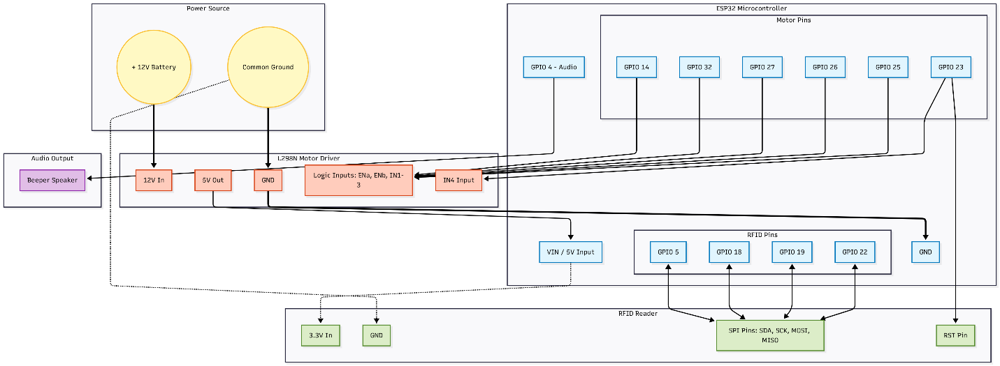 Power Source
ESP32 Microcontroller
Motor Pins
+ 12V Battery
Common Ground
GPIO 4 - Audio
GPIO 14
GPIO 32
GPIO 27
GPIO 26
GPIO 25
GPIO 23
Audio Output
L298N Motor Driver
Beeper Speaker
12V In
5V Out
GND
Logic Inputs: ENa, ENb, IN1-
3
IN4 Input
RFID Pins
VIN / 5V Input
GPIO 5
GPIO 18
GPIO 19
GPIO 22
GND
RFID Reader
3.3V In
GND
SPI Pins: SDA, SCK, MOSI,
MISO
RST Pin